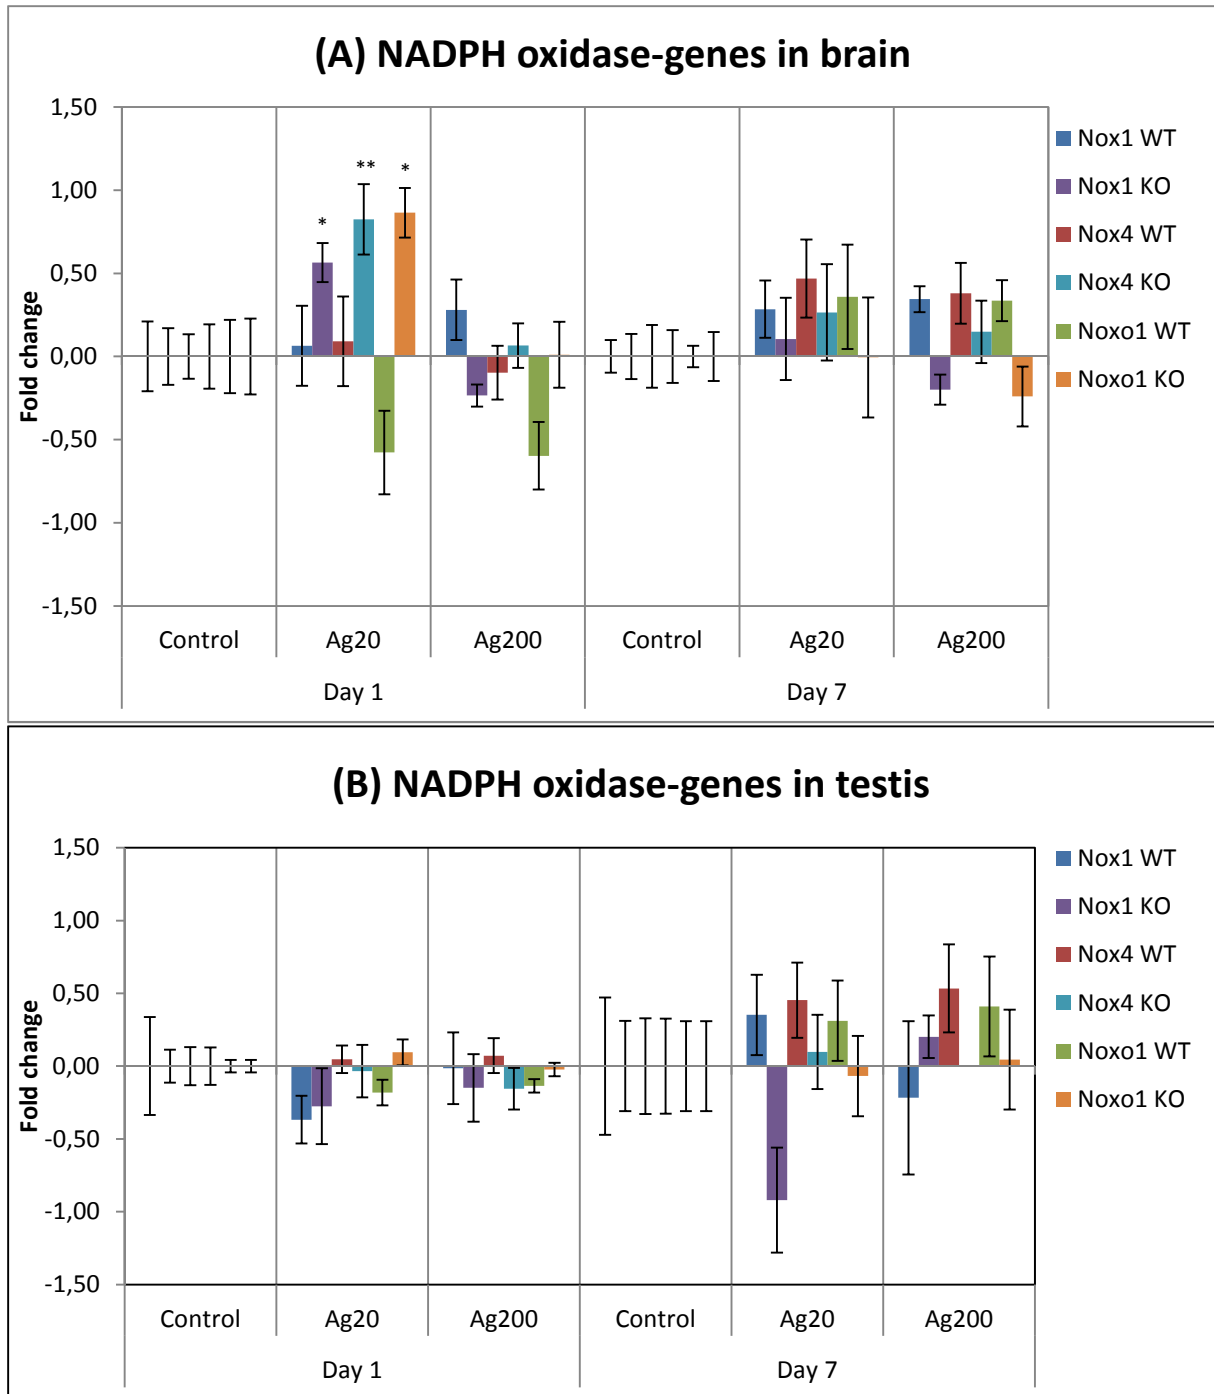 (A) NADPH oxidase-genes in brain
Fold change
1,50
1,00
0,50
0,00
-0,50
-1,00
-1,50
*
**
*
Control
Ag20
Ag200
Control
Ag20
Ag200
Day 1
Day 7
Nox1 WT
Nox1 KO
Nox4 WT
Nox4 KO
Noxo1 WT
Noxo1 KO
(B) NADPH oxidase-genes in testis
Fold change
1,50
1,00
0,50
0,00
-0,50
-1,00
-1,50
Control
Ag20
Ag200
Control
Ag20
Ag200
Day 1
Day 7
Nox1 WT
Nox1 KO
Nox4 WT
Nox4 KO
Noxo1 WT
Noxo1 KO